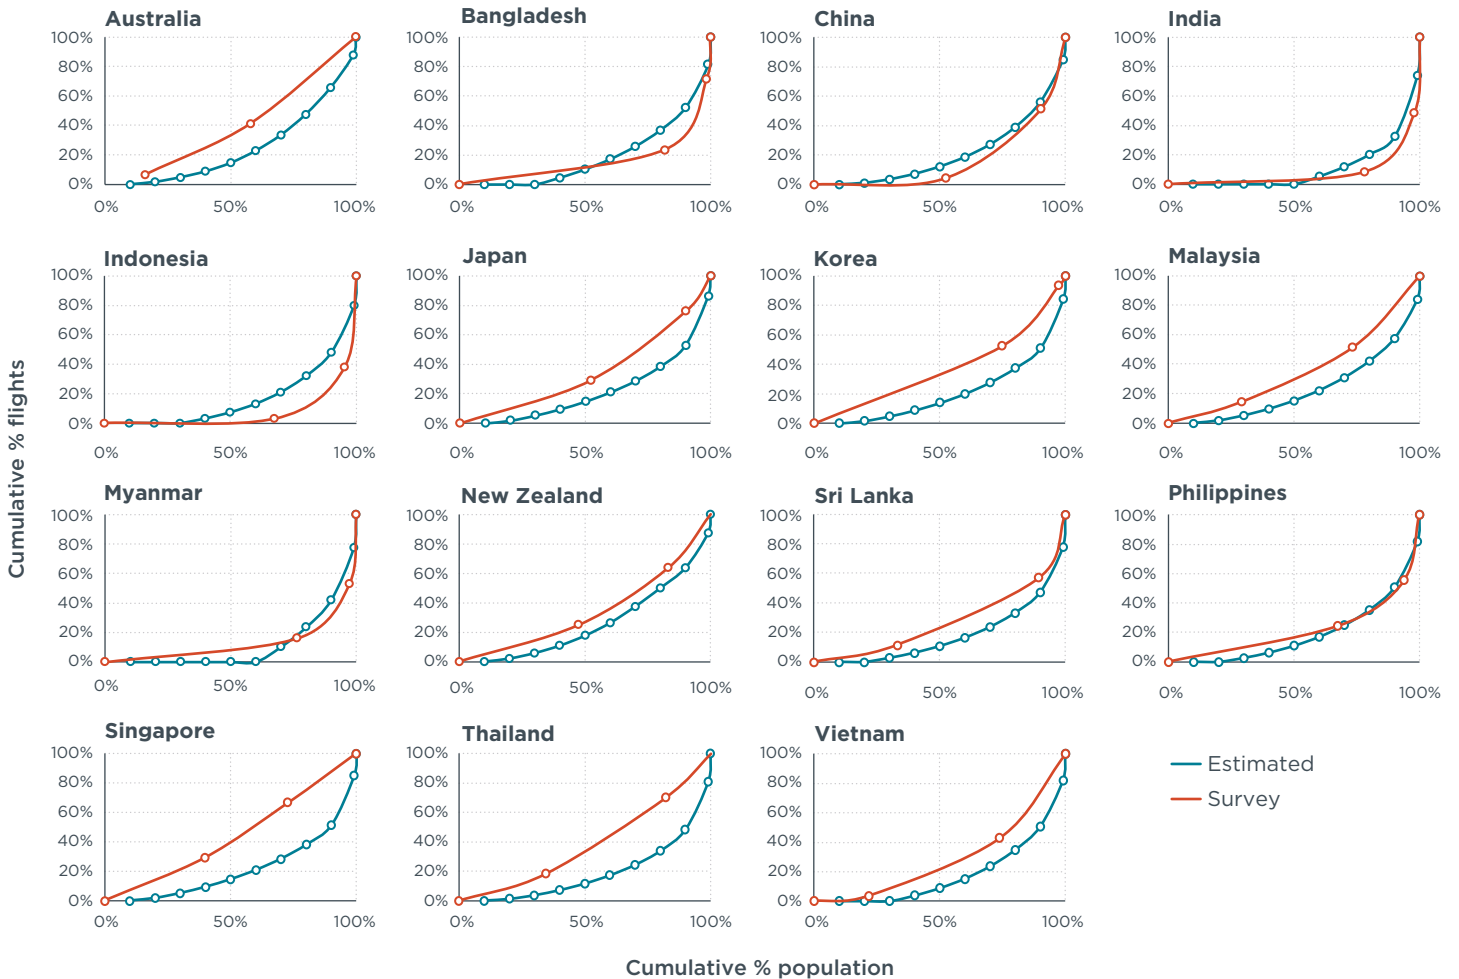 Australia
100%
80%
60%
40%
20%
0%
0% 50% 100%
Bangladesh
100%
80%
60%
40%
20%
0%
0% 50% 100%
China
100%
80%
60%
40%
20%
0%
0% 50% 100%
India
100%
80%
60%
40%
20%
0%
0% 50% 100%
Indonesia
100%
80%
60%
40%
20%
0%
0% 50% 100%
Japan
100%
80%
60%
40%
20%
0%
0% 50% 100%
Korea
100%
80%
60%
40%
20%
0%
0% 50% 100%
Malaysia
100%
80%
60%
40%
20%
0%
0% 50% 100%
Cumulative % flights
Myanmar
100%
80%
60%
40%
20%
0%
0% 50% 100%
New Zealand
100%
80%
60%
40%
20%
0%
0% 50% 100%
Sri Lanka
100%
80%
60%
40%
20%
0%
0% 50% 100%
Philippines
100%
80%
60%
40%
20%
0%
0% 50% 100%
Singapore
100%
80%
60%
40%
20%
0%
0% 50% 100%
Thailand
100%
80%
60%
40%
20%
0%
0% 50% 100%
Vietnam
100%
80%
60%
40%
20%
0%
0% 50% 100%
Estimated
Survey
Cumulative % population